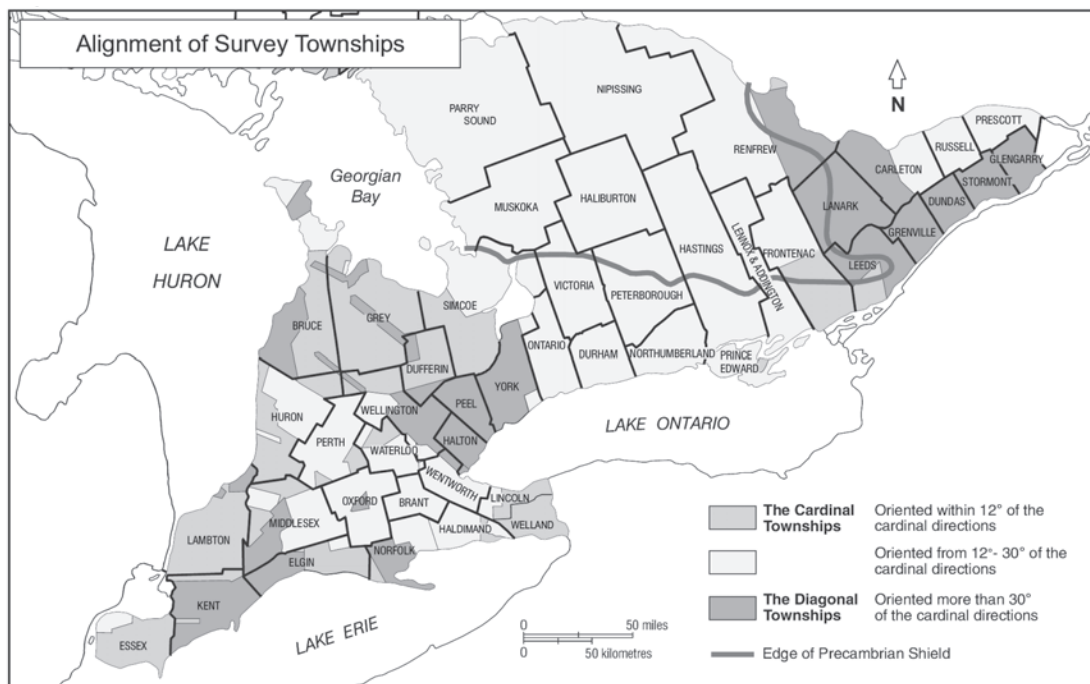 Alignment of Survey Townships
NIPISSING
PARRY
SOUND
N
PRESCOTT
RUSSELL
GLENGARRY
RENFREW
CARLETON
STORMONT
Georgian
Bay
DUNDAS
LANARK
HALIBURTON
MUSKOKA
GRENVILLE
LAKE
HURON
HASTINGS
LENNOX & ADDINGTON
FRONTENAC
LEEDS
VICTORIA
PETERBOROUGH
SIMCOE
GREY
BRUCE
ONTARIO
DURHAM
NORTHUMBERLAND
PRINCE
EDWARD
DUFFERIN
YORK
PEEL
WELLINGTON
HURON
LAKE ONTARIO
HALTON
PERTH
WATERLOO
WENTWORTH
LINCOLN
OXFORD
BRANT
MIDDLESEX
HALDIMAND
WELLAND
LAMBTON
NORFOLK
ELGIN
KENT
LAKE ERIE
ESSEX
The Cardinal
Townships
Oriented within 12° of the
cardinal directions
Oriented from 12°- 30° of the
cardinal directions
The Diagonal
Townships
Oriented more than 30°
of the cardinal directions
0 50 miles
0 50 kilometres
Edge of Precambrian Shield